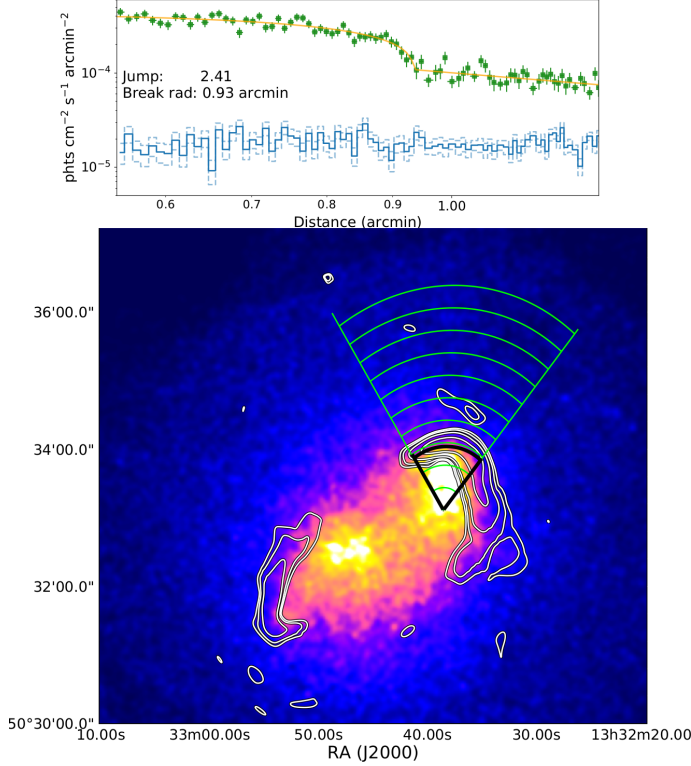 phts cm⁻² s⁻¹ arcmin⁻²
10⁻⁴
Jump: 2.41
Break rad: 0.93 arcmin
10⁻⁵
0.6 0.7 0.8 0.9 1.00
Distance (arcmin)
36'00.0"
34'00.0"
32'00.0"
50°30'00.0"
10.00s 33m00.00s 50.00s 40.00s 30.00s 13h32m20.00
RA (J2000)